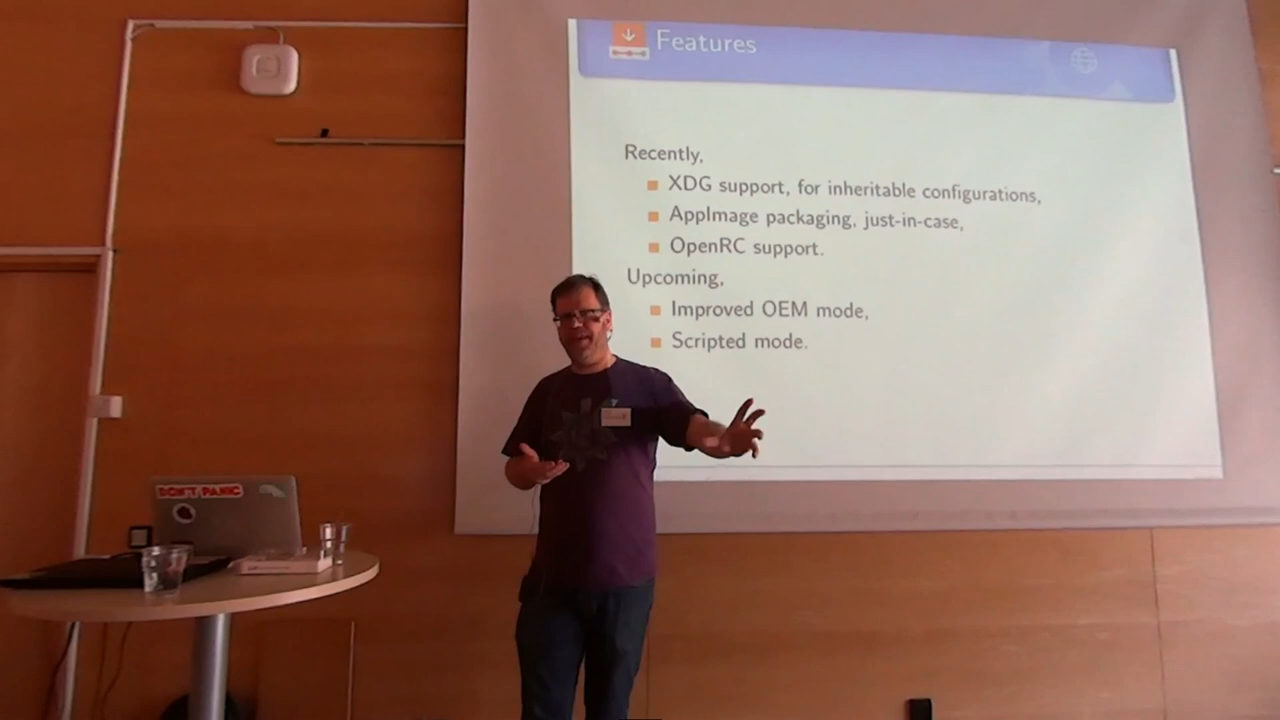 Features
Recently,
XDG support, for inheritable configurations,
AppImage packaging, just-in-case,
OpenRC support.
Upcoming,
Improved OEM mode,
Scripted mode.
DON'T PANIC